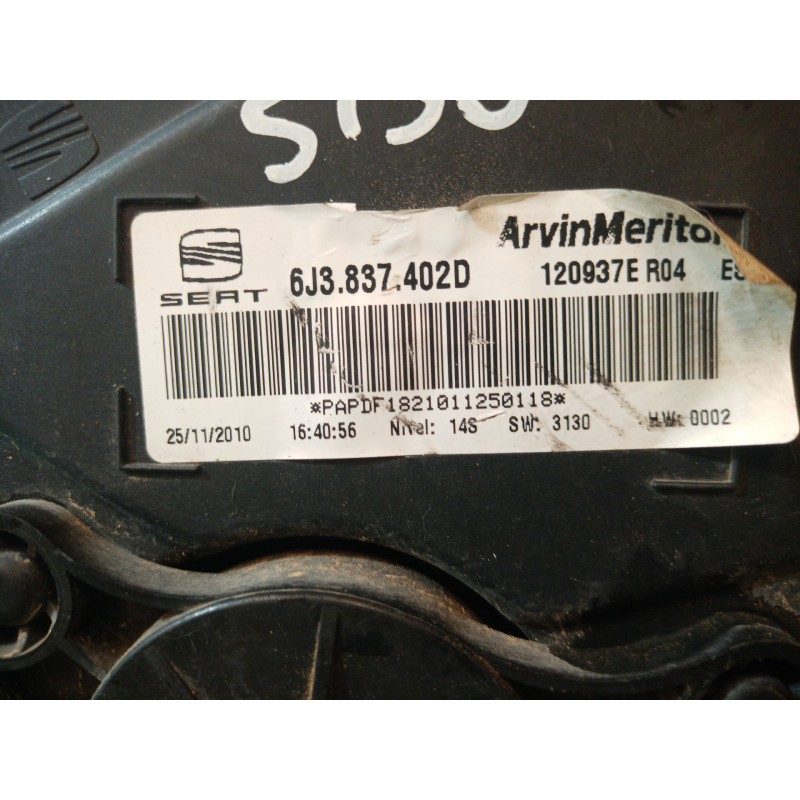 S130
ArvinMeritor
SEAT 6J3.837.402D 120937E R04
*PAPDF1821011250118*
25/11/2010 16:40:56 Nivel: 14S SW: 3130 H.W: 0002